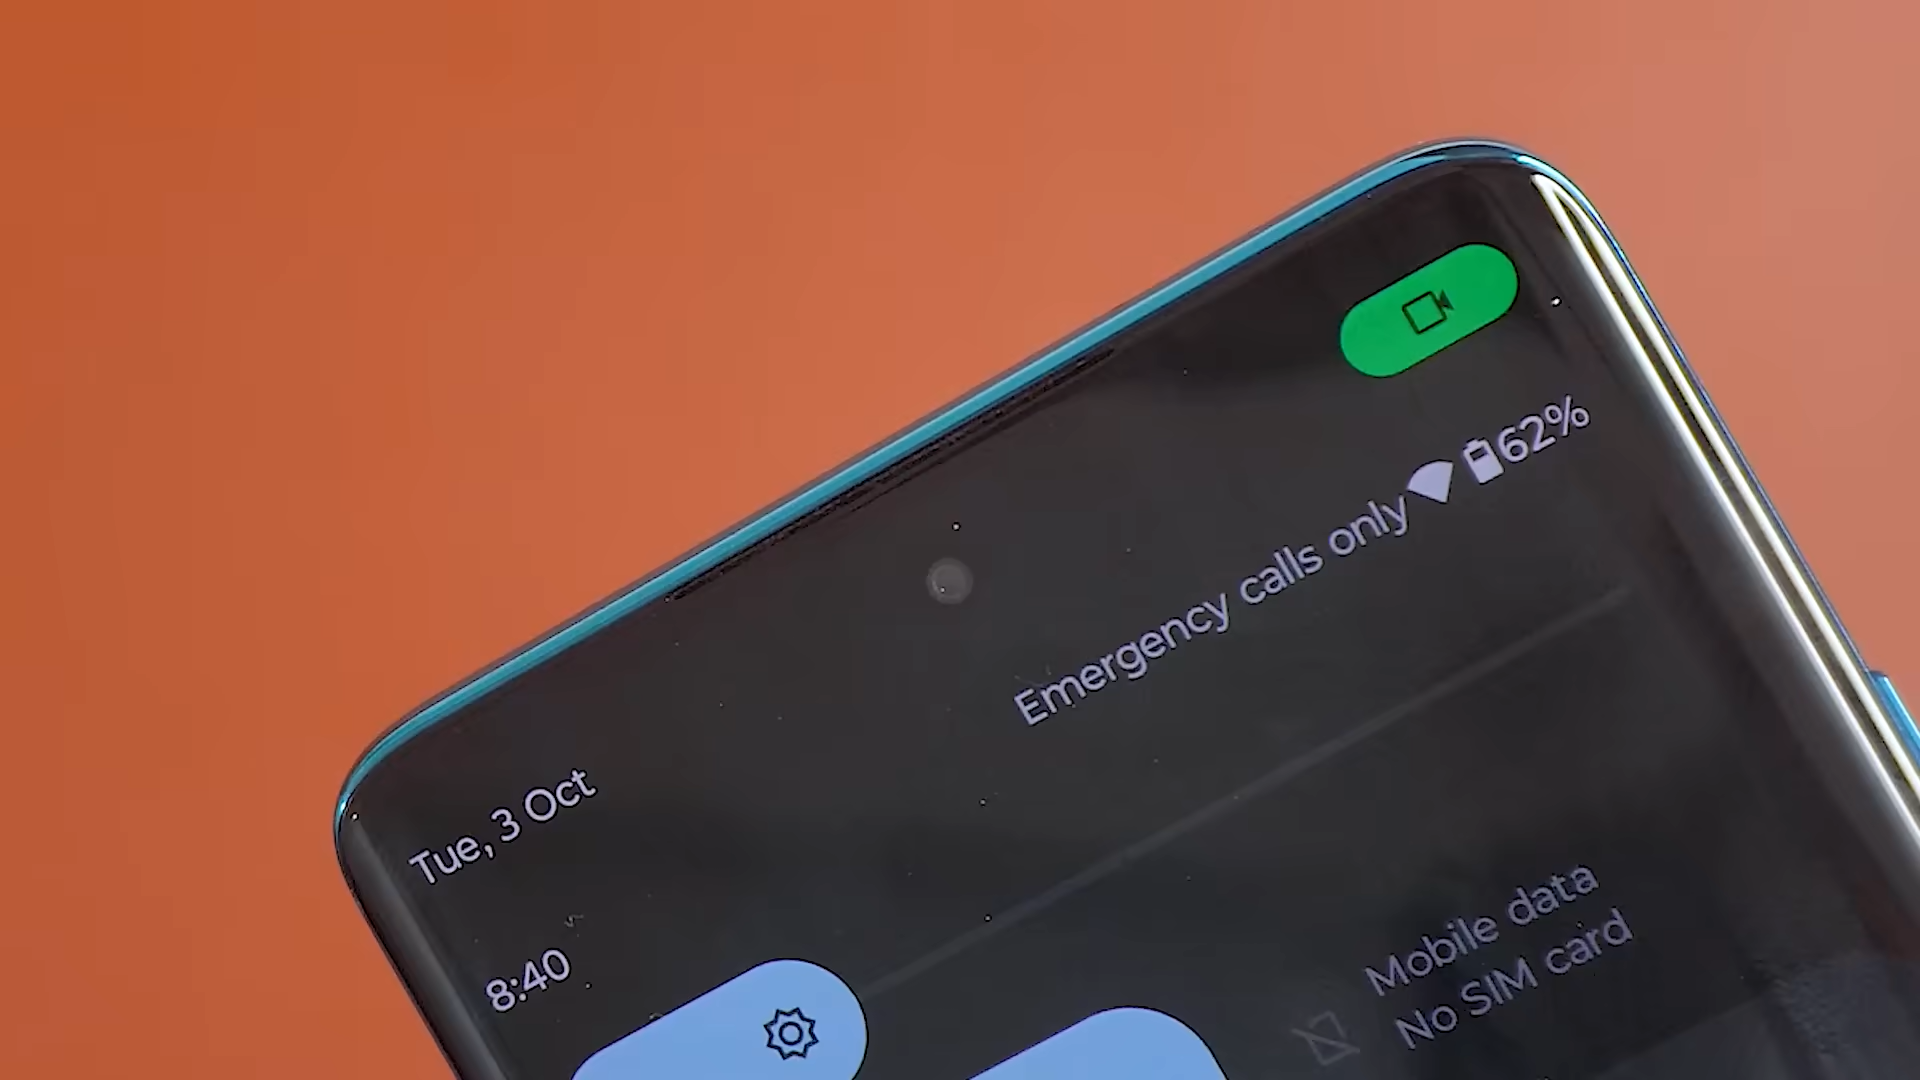 Tue, 3 Oct
Emergency calls only 62%
8:40
Mobile data
No SIM card